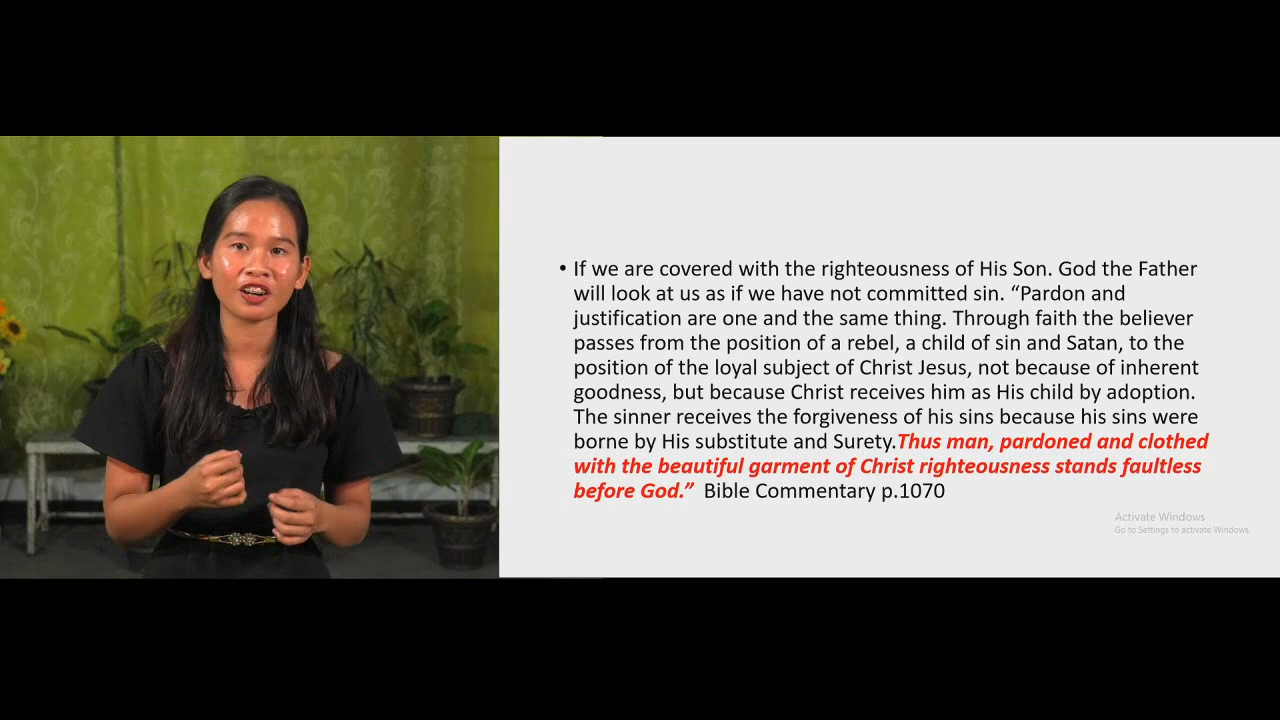 • If we are covered with the righteousness of His Son. God the Father
will look at us as if we have not committed sin. “Pardon and
justification are one and the same thing. Through faith the believer
passes from the position of a rebel, a child of sin and Satan, to the
position of the loyal subject of Christ Jesus, not because of inherent
goodness, but because Christ receives him as His child by adoption.
The sinner receives the forgiveness of his sins because his sins were
borne by His substitute and Surety.Thus man, pardoned and clothed
with the beautiful garment of Christ righteousness stands faultless
before God.” Bible Commentary p.1070
Activate Windows
Go to Settings to activate Windows.